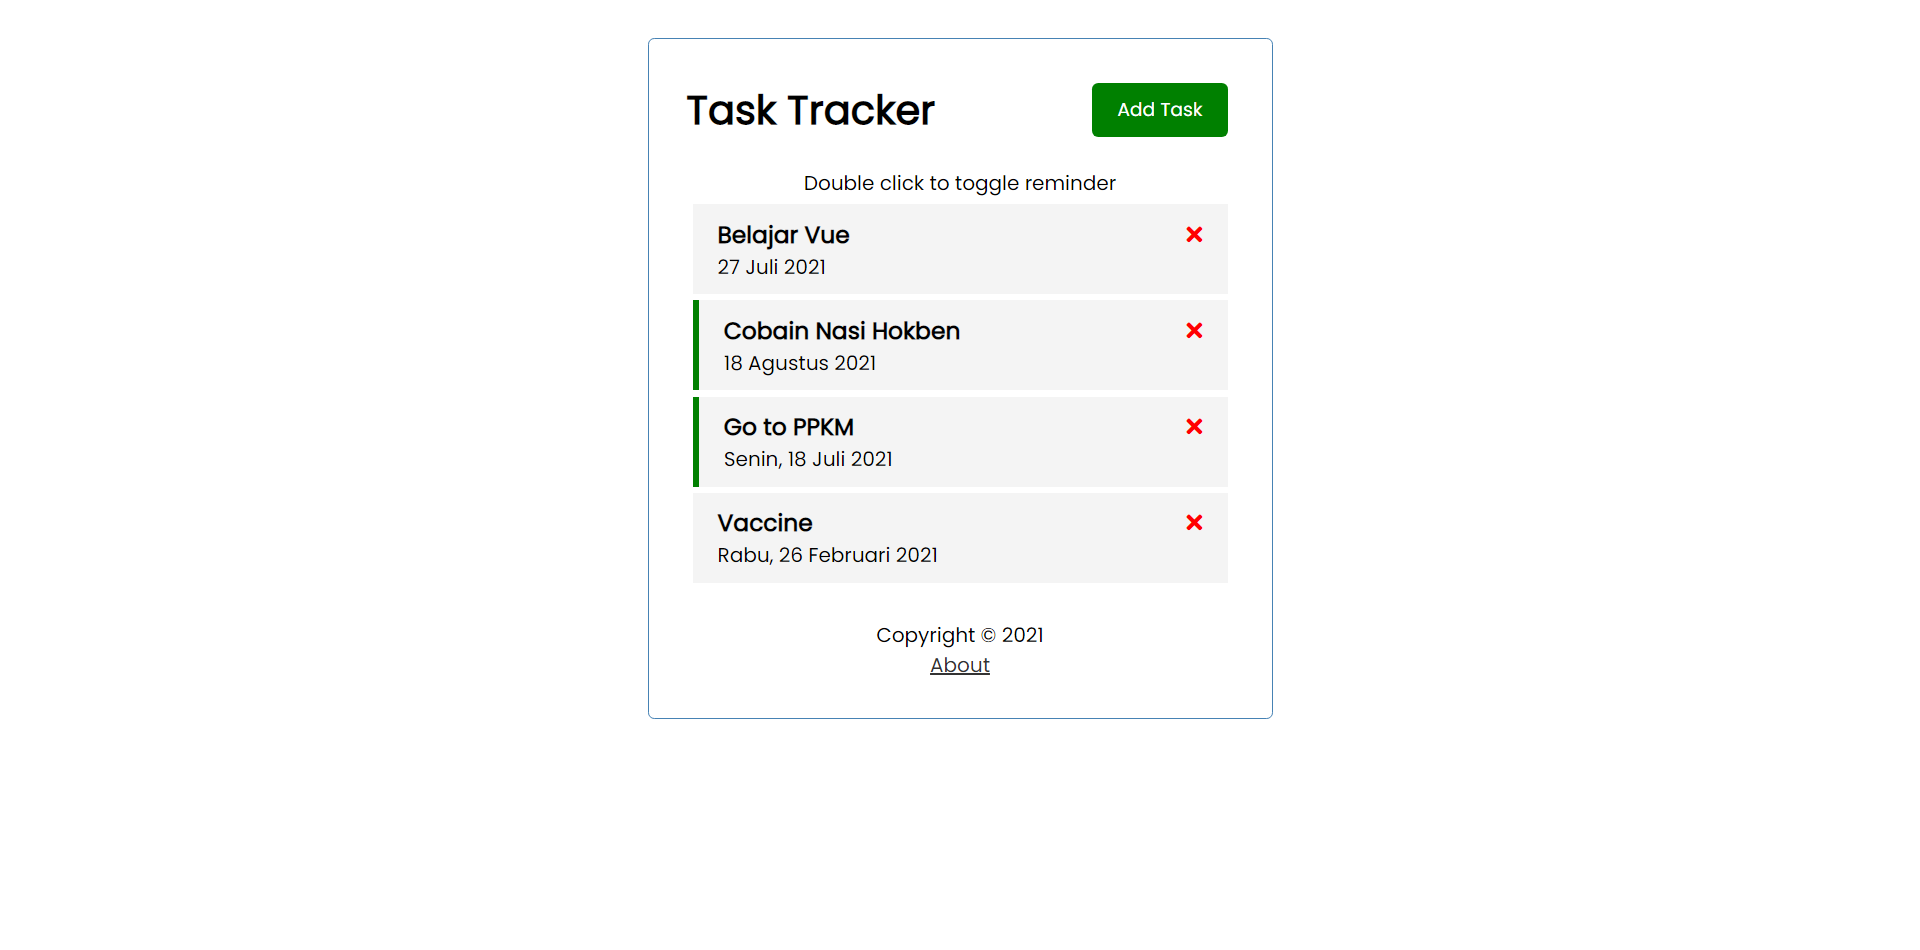 Task Tracker
Add Task
Double click to toggle reminder
Belajar Vue
27 Juli 2021
Cobain Nasi Hokben
18 Agustus 2021
Go to PPKM
Senin, 18 Juli 2021
Vaccine
Rabu, 26 Februari 2021
Copyright © 2021
About